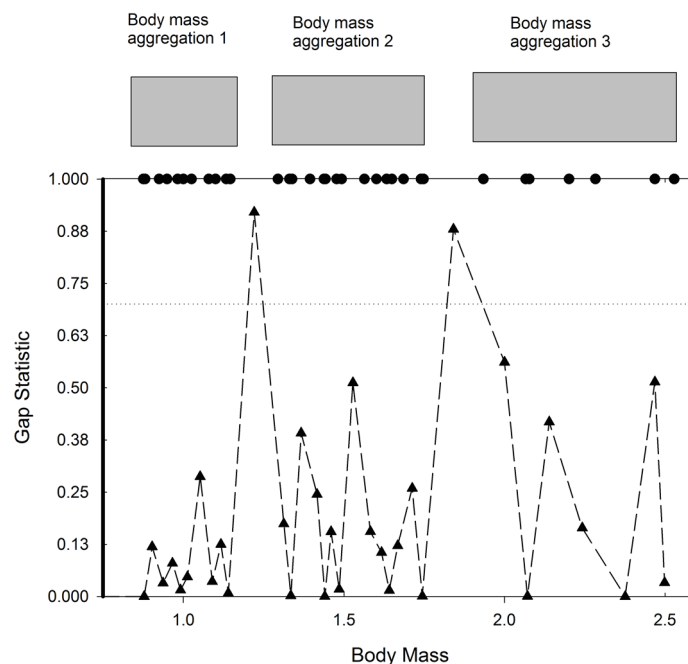 Body mass
aggregation 1
Body mass
aggregation 2
Body mass
aggregation 3
1.000
0.88
0.75
0.63
0.50
0.38
0.25
0.13
0.000
Gap Statistic
1.0
1.5
2.0
2.5
Body Mass